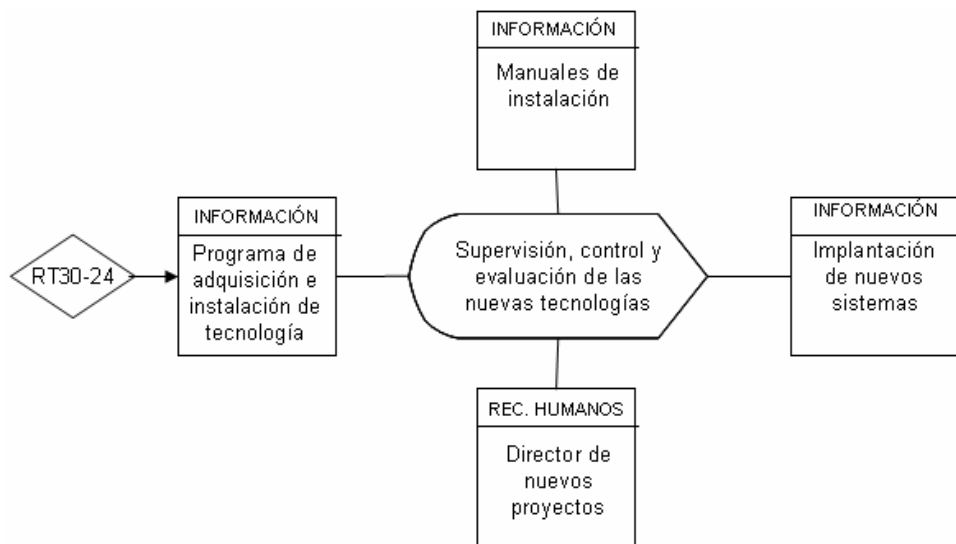 INFORMACIÓN
Manuales de
instalación
RT30-24
INFORMACIÓN
Programa de
adquisición e
instalación de
tecnología
Supervisión, control y
evaluación de las
nuevas tecnologías
INFORMACIÓN
Implantación
de nuevos
sistemas
REC. HUMANOS
Director de
nuevos
proyectos